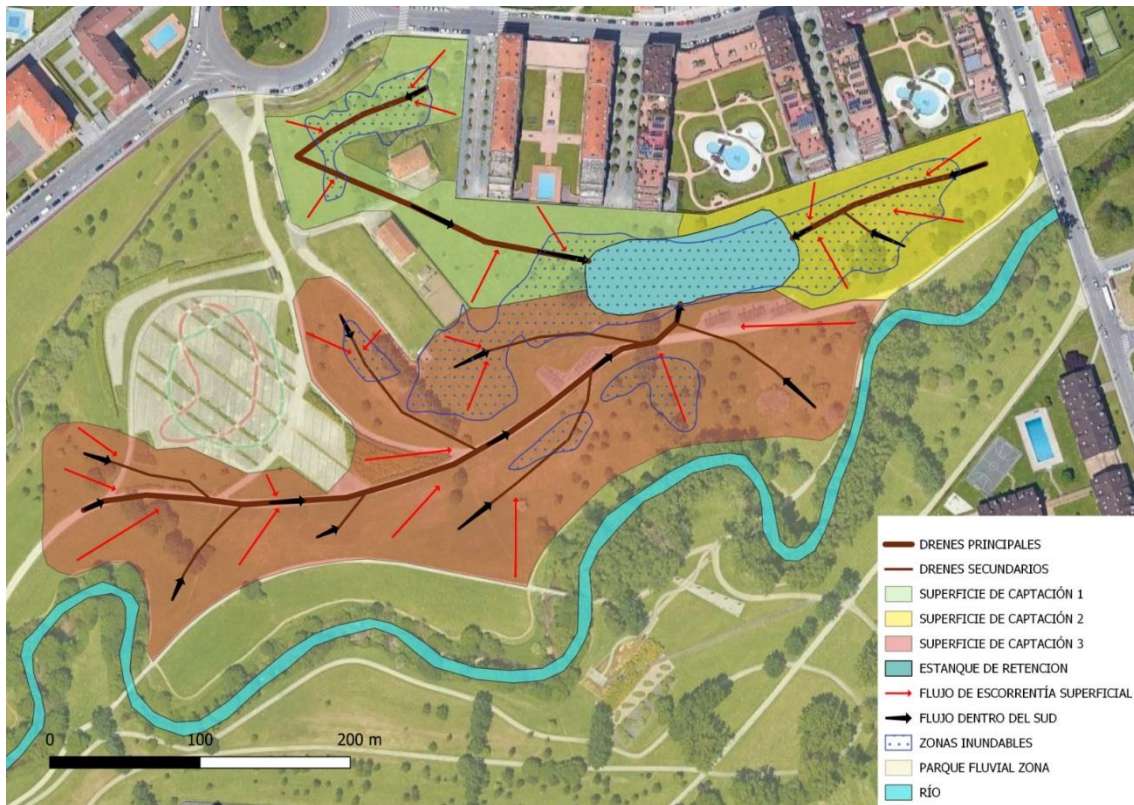 DRENES PRINCIPALES
DRENES SECUNDARIOS
SUPERFICIE DE CAPTACIÓN 1
SUPERFICIE DE CAPTACIÓN 2
SUPERFICIE DE CAPTACIÓN 3
ESTANQUE DE RETENCION
FLUJO DE ESCORRENTÍA SUPERFICIAL
FLUJO DENTRO DEL SUD
ZONAS INUNDABLES
PARQUE FLUVIAL ZONA
RÍO
0 100 200 m